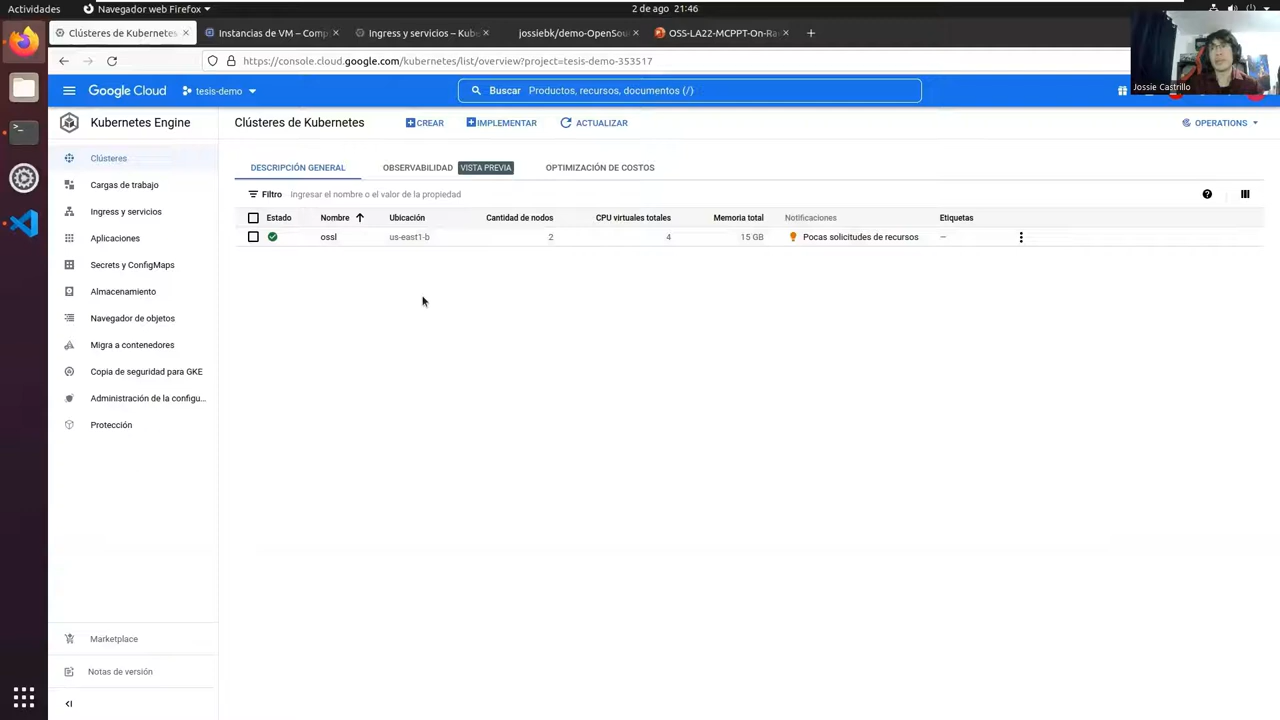 Actividades
Navegador web Firefox
2 de ago 21:46
Clústeres de Kubernetes
Instancias de VM – Comp
Ingress y servicios – Kube
jossiebk/demo-OpenSou
OSS-LA22-MCPPT-On-Ra
https://console.cloud.google.com/kubernetes/list/overview?project=tesis-demo-353517
Jossie Castrillo
Google Cloud
tesis-demo
Buscar Productos, recursos, documentos (/)
Kubernetes Engine
Clústeres de Kubernetes
CREAR
IMPLEMENTAR
ACTUALIZAR
OPERATIONS
Clústeres
Cargas de trabajo
Ingress y servicios
Aplicaciones
Secrets y ConfigMaps
Almacenamiento
Navegador de objetos
Migra a contenedores
Copia de seguridad para GKE
Administración de la configu...
Protección
Marketplace
Notas de versión
DESCRIPCIÓN GENERAL
OBSERVABILIDAD VISTA PREVIA
OPTIMIZACIÓN DE COSTOS
Filtro Ingresar el nombre o el valor de la propiedad
Estado Nombre Ubicación Cantidad de nodos CPU virtuales totales Memoria total Notificaciones Etiquetas
ossl us-east1-b 2 4 15 GB Pocas solicitudes de recursos –